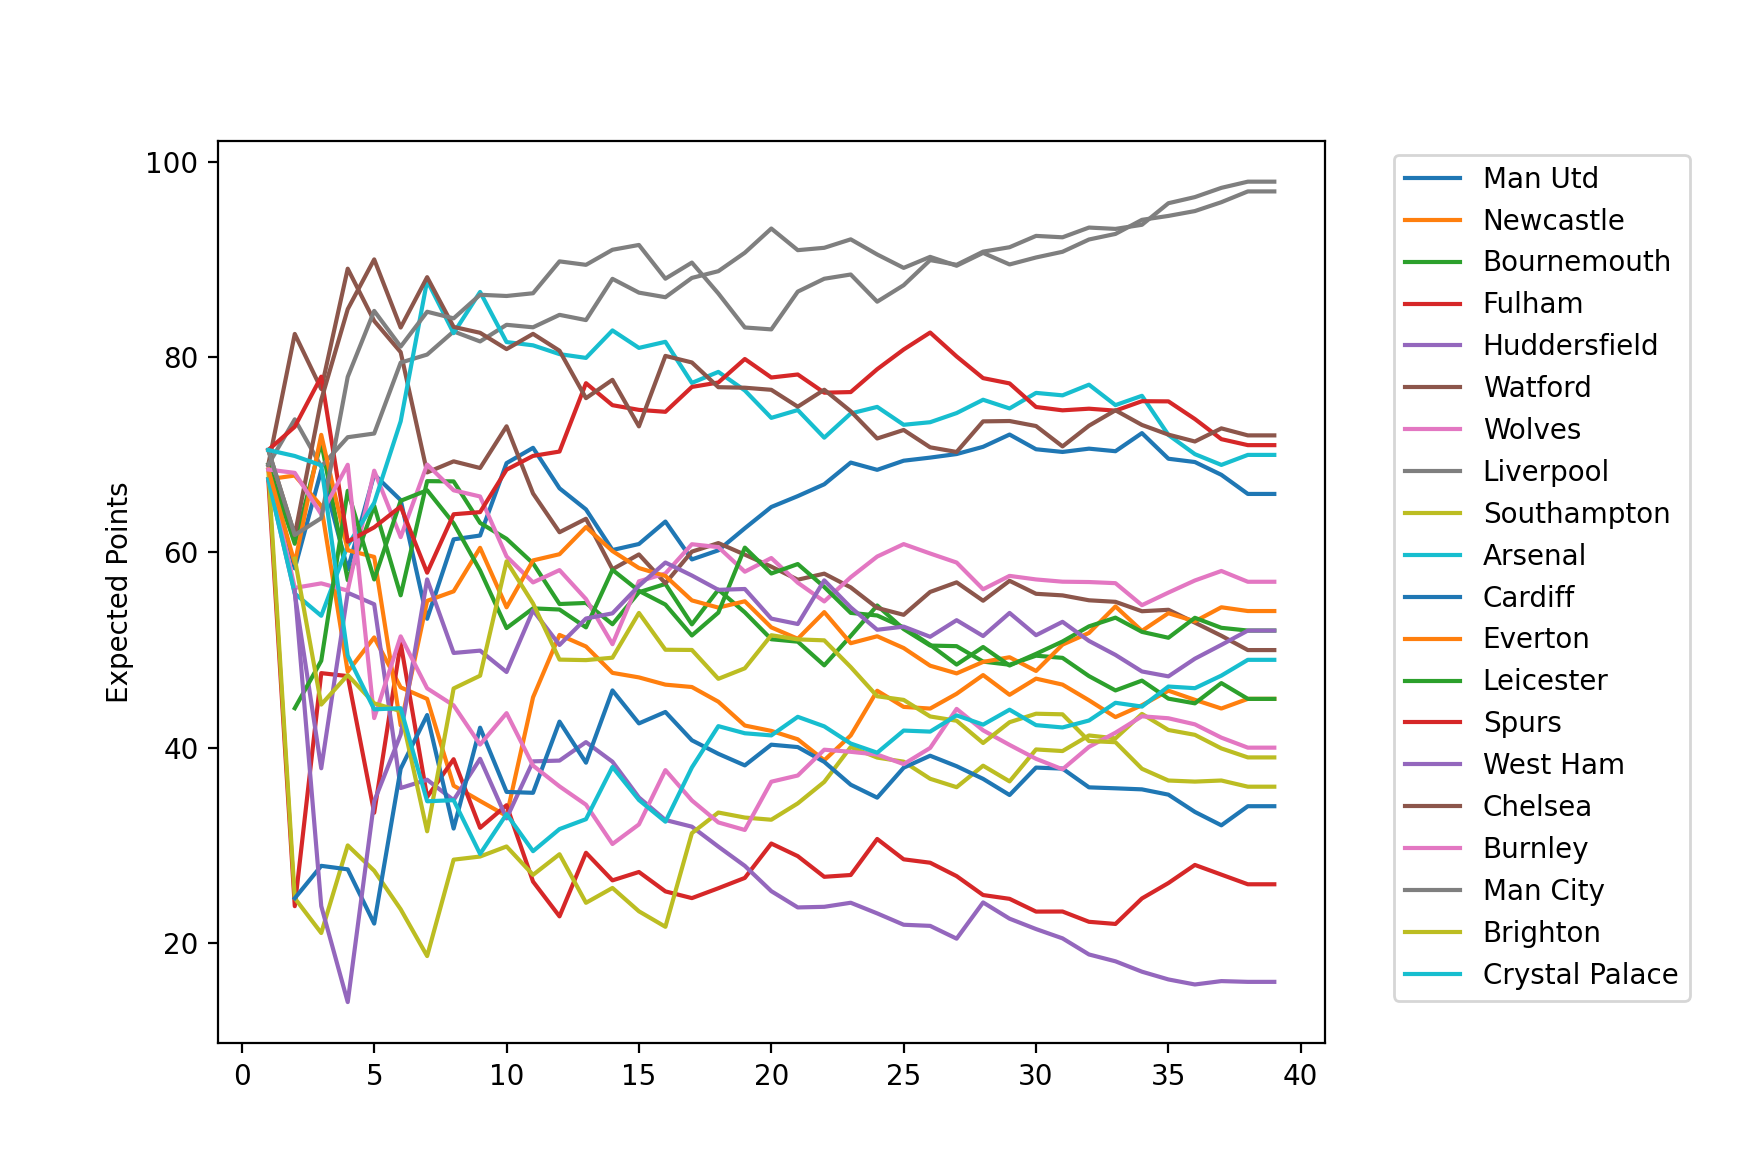 Expected Points
100
80
60
40
20
0 5 10 15 20 25 30 35 40
Man Utd
Newcastle
Bournemouth
Fulham
Huddersfield
Watford
Wolves
Liverpool
Southampton
Arsenal
Cardiff
Everton
Leicester
Spurs
West Ham
Chelsea
Burnley
Man City
Brighton
Crystal Palace